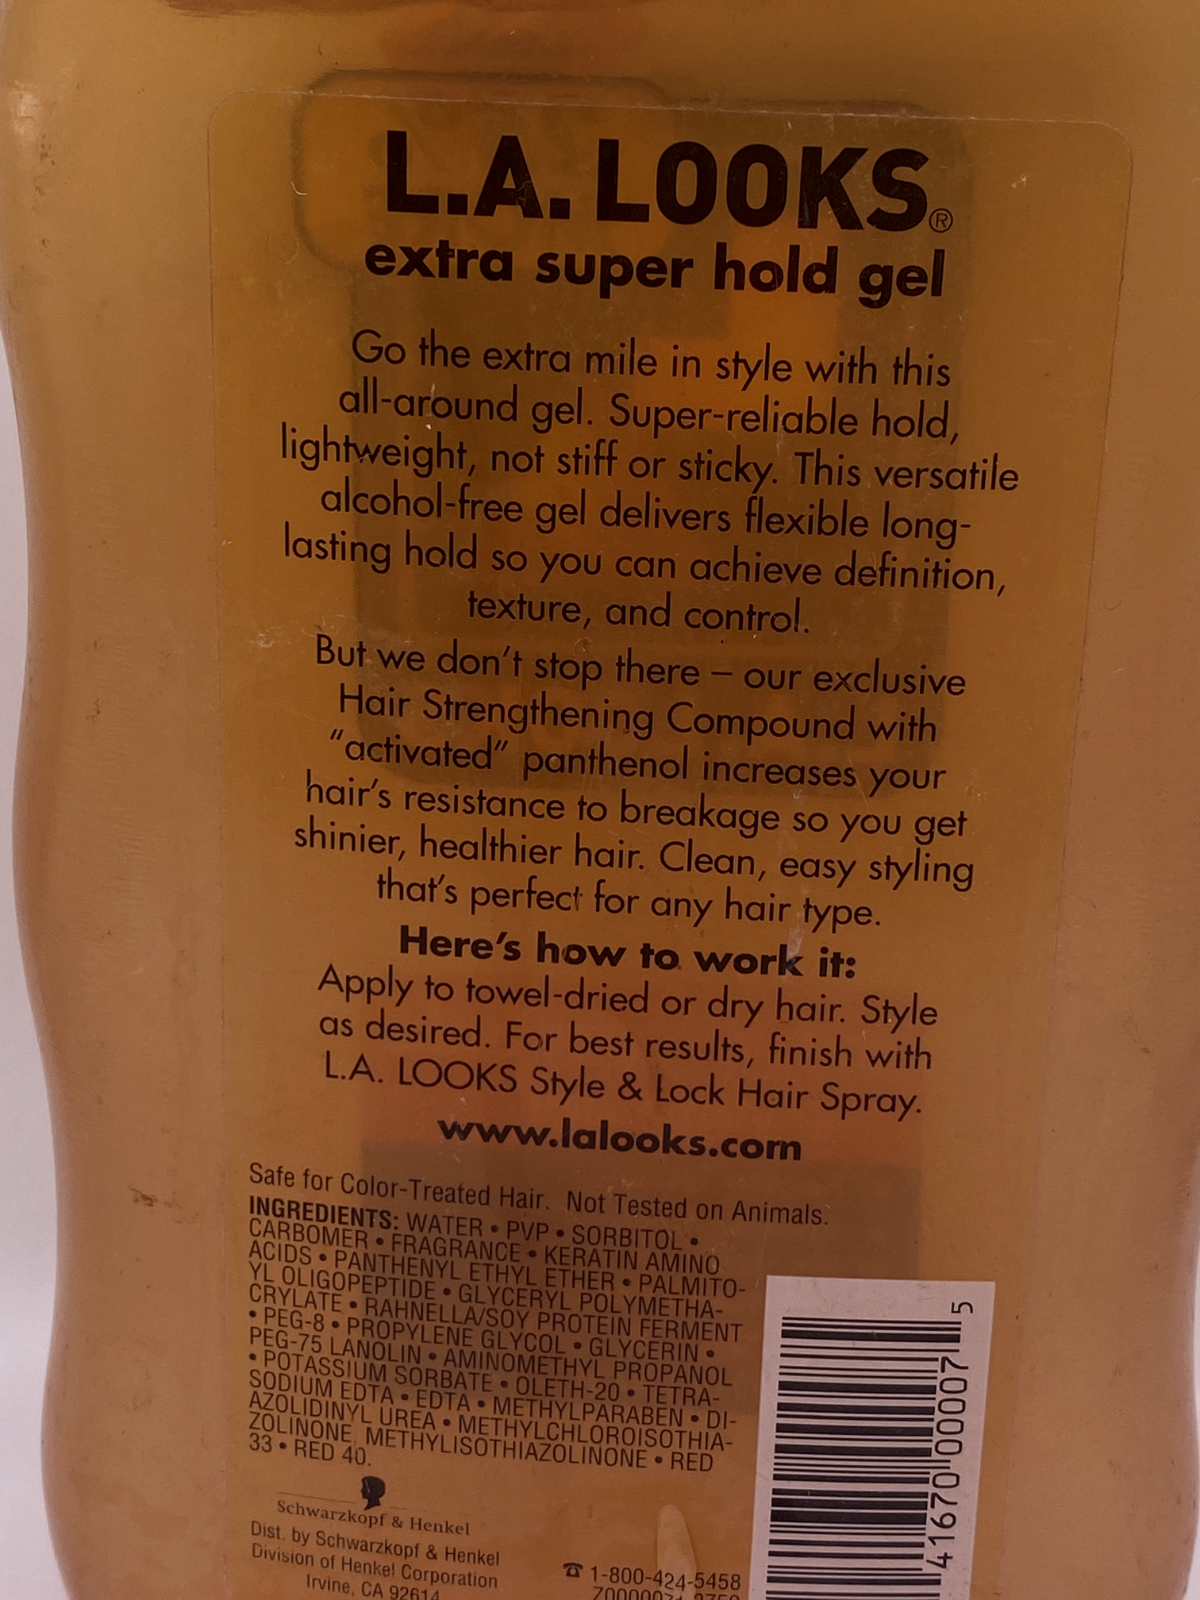 L.A. LOOKS®
extra super hold gel
Go the extra mile in style with this
all-around gel. Super-reliable hold,
lightweight, not stiff or sticky. This versatile
alcohol-free gel delivers flexible long-
lasting hold so you can achieve definition,
texture, and control.
But we don't stop there – our exclusive
Hair Strengthening Compound with
"activated" panthenol increases your
hair's resistance to breakage so you get
shinier, healthier hair. Clean, easy styling
that's perfect for any hair type.
Here's how to work it:
Apply to towel-dried or dry hair. Style
as desired. For best results, finish with
L.A. LOOKS Style & Lock Hair Spray.
www.lalooks.com
Safe for Color-Treated Hair. Not Tested on Animals.
INGREDIENTS: WATER • PVP • SORBITOL •
CARBOMER • FRAGRANCE • KERATIN AMINO
ACIDS • PANTHENYL ETHYL ETHER • PALMITO-
YL OLIGOPEPTIDE • GLYCERYL POLYMETHA-
CRYLATE • RAHNELLA/SOY PROTEIN FERMENT
• PEG-8 • PROPYLENE GLYCOL • GLYCERIN •
PEG-75 LANOLIN • AMINOMETHYL PROPANOL
• POTASSIUM SORBATE • OLETH-20 • TETRA-
SODIUM EDTA • EDTA • METHYLPARABEN • DI-
AZOLIDINYL UREA • METHYLCHLOROISOTHIA-
ZOLINONE, METHYLISOTHIAZOLINONE • RED
33 • RED 40.
Schwarzkopf & Henkel
Dist. by Schwarzkopf & Henkel
Division of Henkel Corporation
Irvine, CA 92614
☎ 1-800-424-5458
41670 00007 5